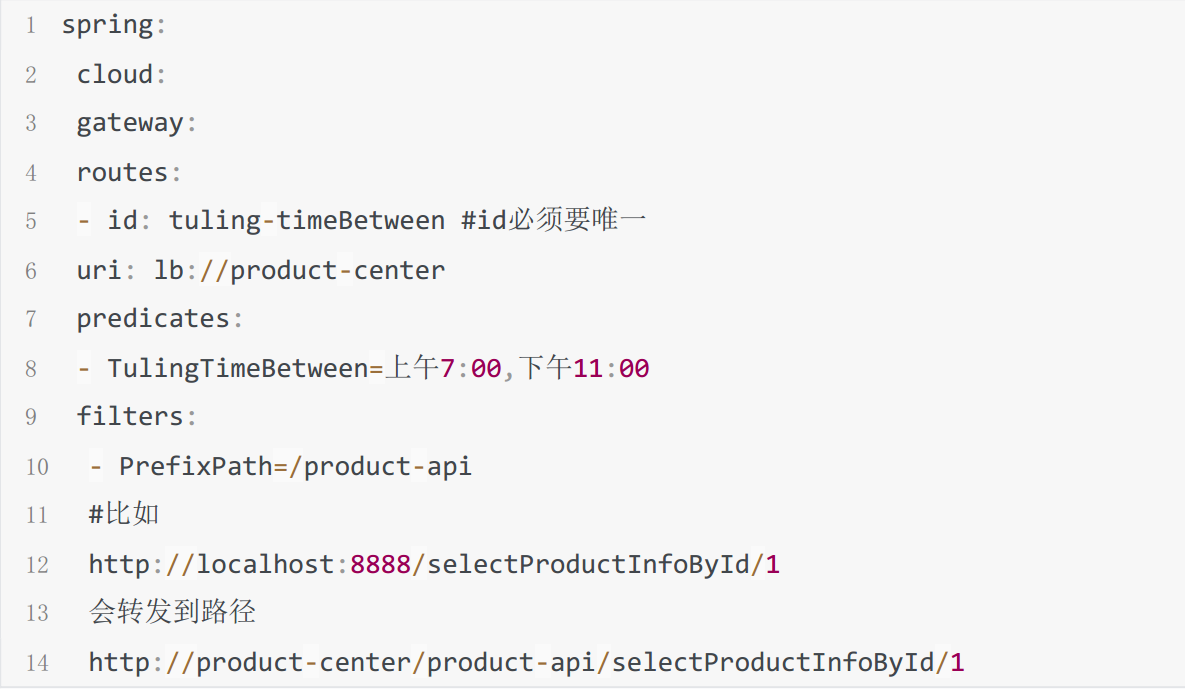 1 spring:
2 cloud:
3 gateway:
4 routes:
5 - id: tuling-timeBetween #id必须要唯一
6 uri: lb://product-center
7 predicates:
8 - TulingTimeBetween=上午7:00,下午11:00
9 filters:
10 - PrefixPath=/product-api
11 #比如
12 http://localhost:8888/selectProductInfoById/1
13 会转发到路径
14 http://product-center/product-api/selectProductInfoById/1